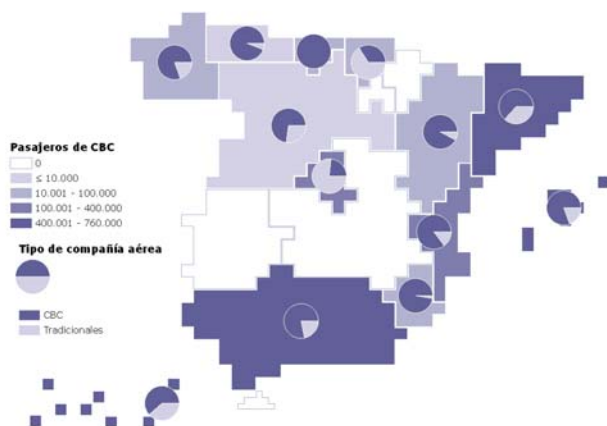 Pasajeros de CBC
0
≤ 10.000
10.001 - 100.000
100.001 - 400.000
400.001 - 760.000
Tipo de compañía aérea
CBC
Tradicionales